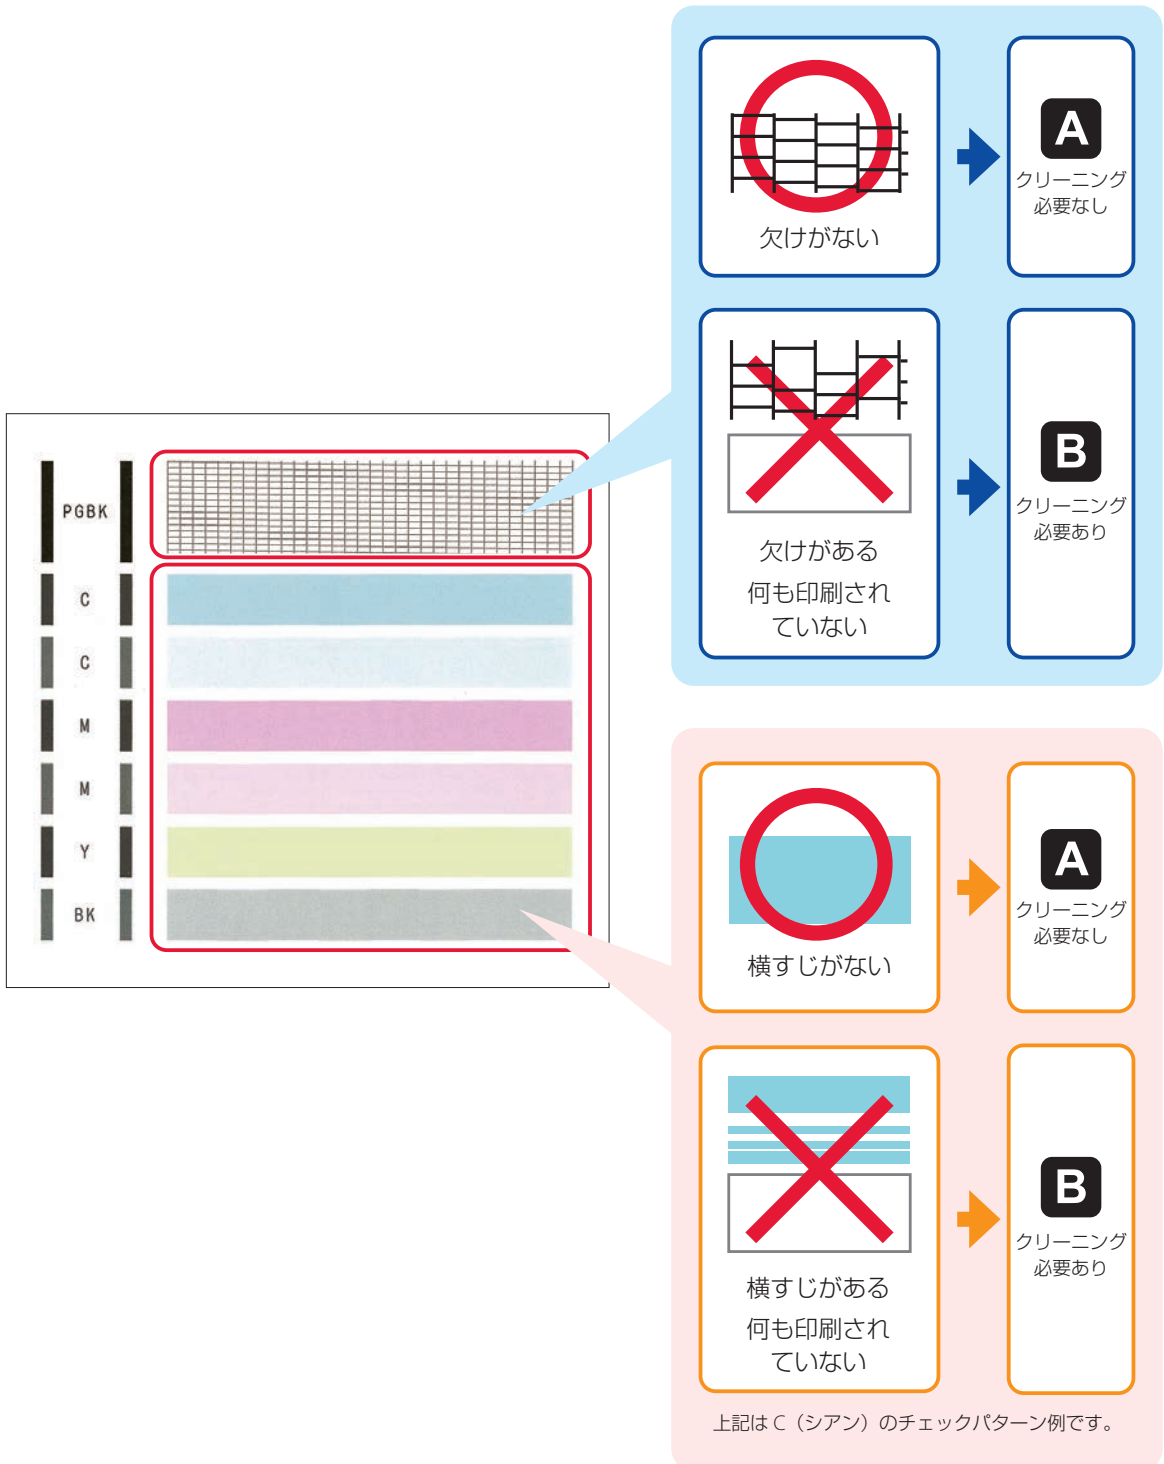 PGBK
C
C
M
M
Y
BK
欠けがない
A
クリーニング
必要なし
欠けがある
何も印刷され
ていない
B
クリーニング
必要あり
横すじがない
A
クリーニング
必要なし
横すじがある
何も印刷され
ていない
B
クリーニング
必要あり
上記は C（シアン）のチェックパターン例です。